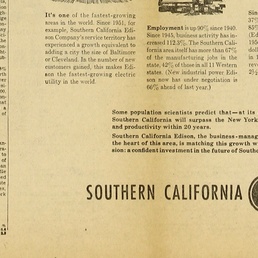 It's one of the fastest-growing
areas in the world. Since 1951, for
example, Southern California Edi-
son Company's service territory has
experienced a growth equivalent to
adding a city the size of Baltimore
or Cleveland. In the number of new
customers gained, this makes Edi-
son the fastest-growing electric
utility in the world.
Employment is up 90% since 1940.
Since 1945, business activity has in-
creased 112.3%. The Southern Cali-
fornia area itself has more than 67%
of the manufacturing jobs in the
state, 42% of those in all 11 Western
states. (New industrial power Edi-
son now has under negotiation is
66% ahead of last year.)
Some population scientists predict that—at its
Southern California will surpass the New York
and productivity within 20 years.
Southern California Edison, the business-manag
the heart of this area, is matching this growth w
sion: a confident investment in the future of South
SOUTHERN CALIFORNIA